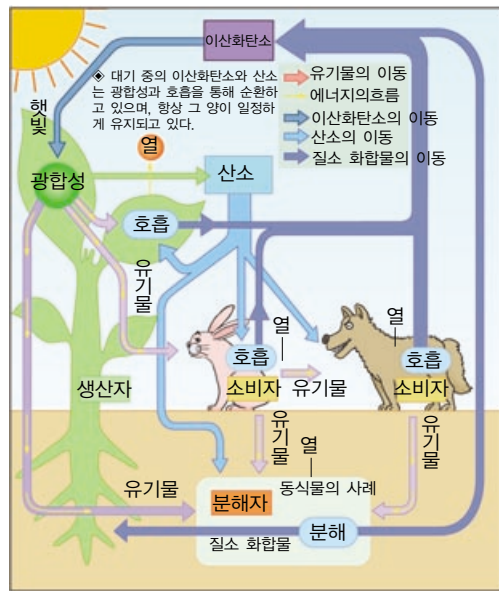 이산화탄소
◈ 대기 중의 이산화탄소와 산소
는 광합성과 호흡을 통해 순환하
고 있으며, 항상 그 양이 일정하
게 유지되고 있다.
유기물의 이동
에너지의흐름
이산화탄소의 이동
산소의 이동
질소 화합물의 이동
햇빛
열
광합성
산소
호흡
유기물
열
열
호흡
호흡
생산자
소비자
유기물
소비자
유기물
열
유기물
유기물
동식물의 사례
분해자
분해
질소 화합물